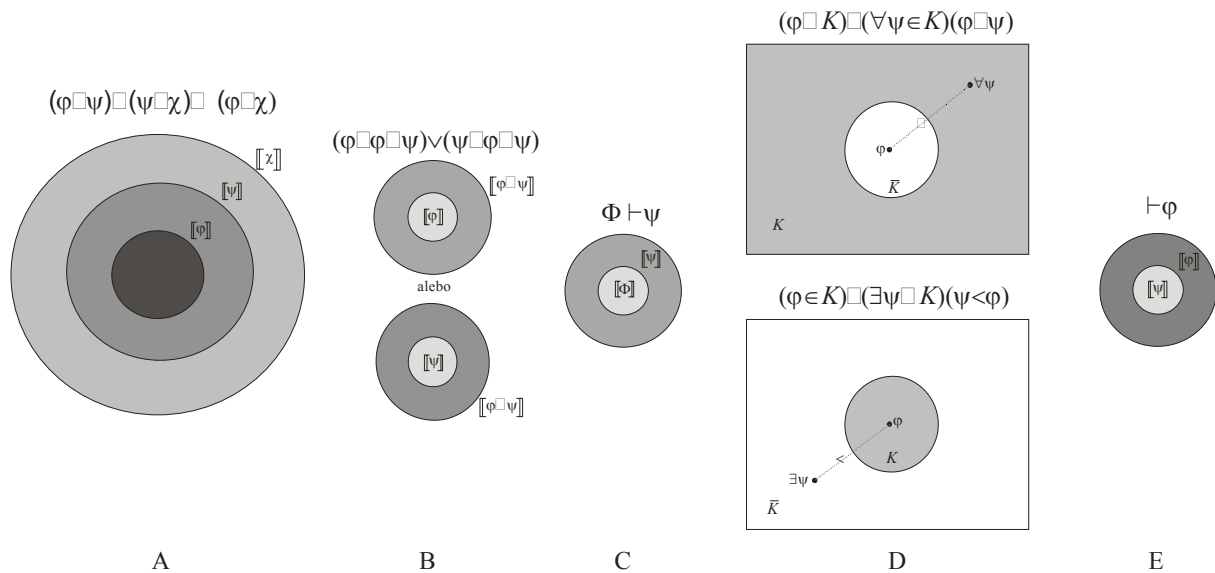 (φ□ψ)□(ψ□χ)□ (φ□χ)
⟦χ⟧
⟦ψ⟧
⟦φ⟧
A
(φ□φ□ψ)∨(ψ□φ□ψ)
⟦φ□ψ⟧
⟦φ⟧
alebo
⟦ψ⟧
⟦φ□ψ⟧
B
Φ ⊢ψ
⟦ψ⟧
⟦Φ⟧
C
(φ□ K)□(∀ψ∈K)(φ□ψ)
∀ψ
□
φ
K̅
K
(φ∈K)□(∃ψ□ K)(ψ<φ)
φ
<
K
∃ψ
K̅
D
⊢φ
⟦φ⟧
⟦ψ⟧
E